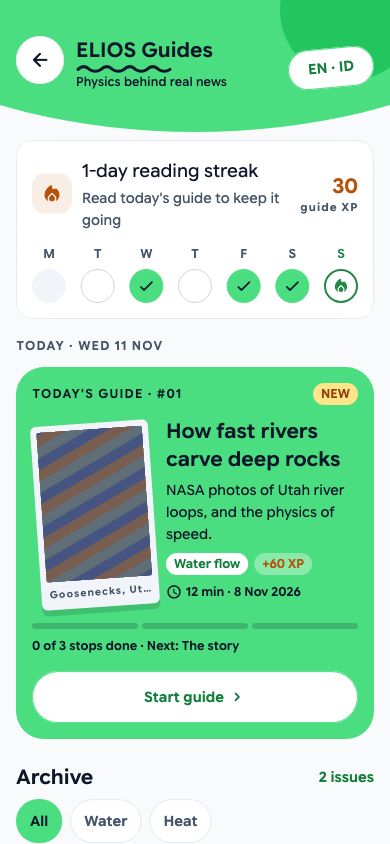 ELIOS Guides
Physics behind real news
EN · ID
1-day reading streak
Read today's guide to keep it
going
30
guide XP
M T W T F S S
TODAY · WED 11 NOV
TODAY'S GUIDE · #01
NEW
How fast rivers
carve deep rocks
NASA photos of Utah river
loops, and the physics of
speed.
Goosenecks, Ut…
Water flow
+60 XP
12 min · 8 Nov 2026
0 of 3 stops done · Next: The story
Start guide
Archive
2 issues
All
Water
Heat